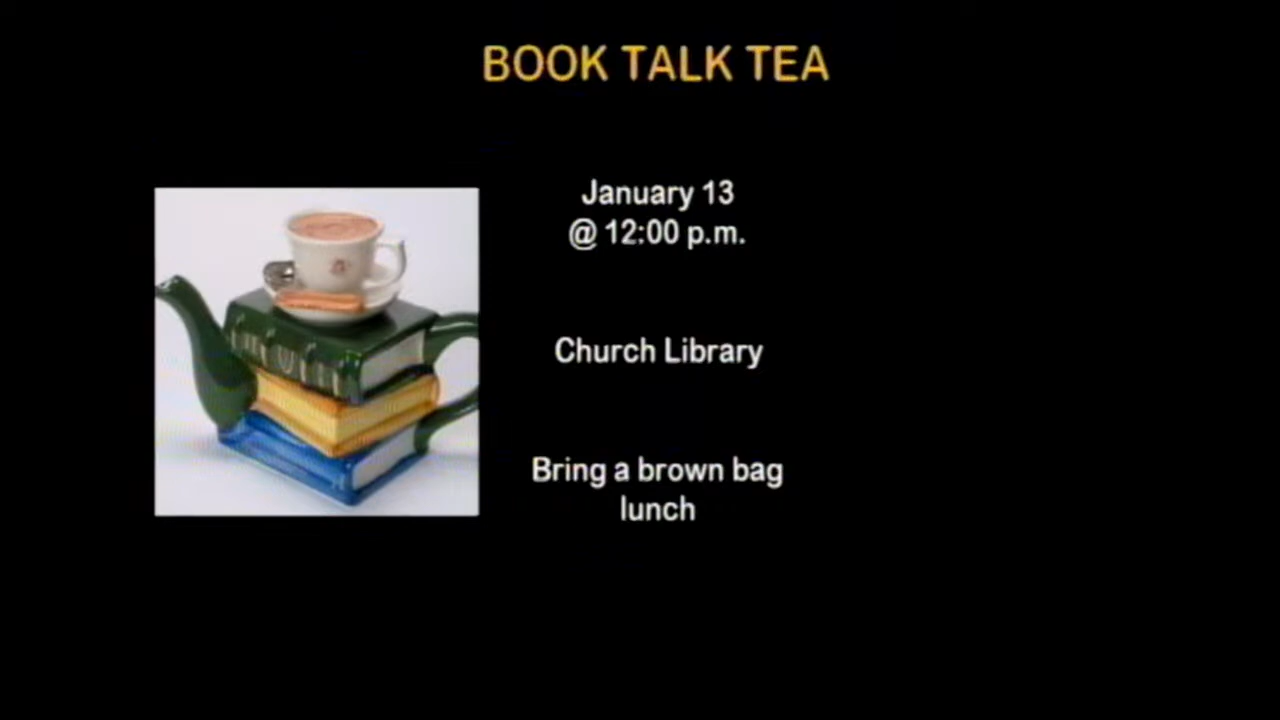 BOOK TALK TEA
January 13
@ 12:00 p.m.
Church Library
Bring a brown bag
lunch